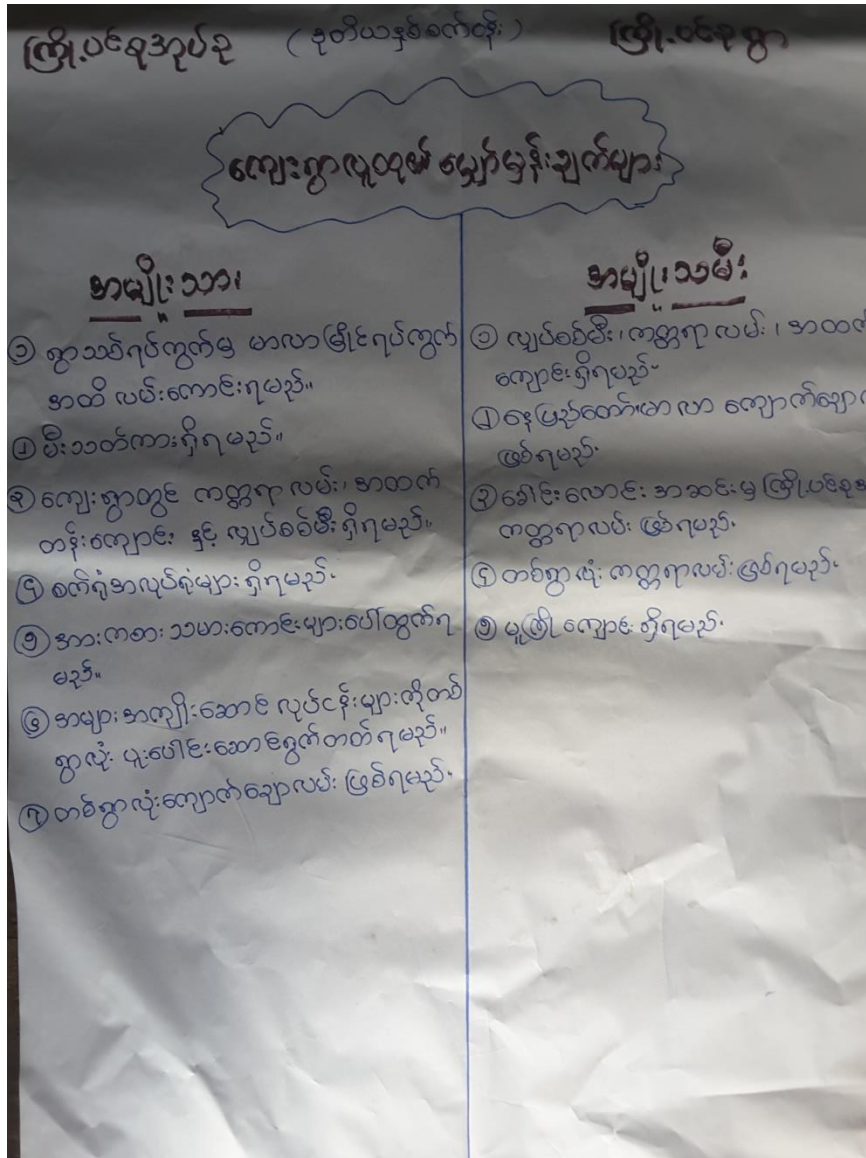 ကြို့ပင်စုအုပ်စု (ဒုတိယနှစ်စက်ဝန်း) ကြို့ပင်စုရွာ
ကျေးရွာလူထု၏ မျှော်မှန်းချက်များ
အမျိုးသား
၁ ရွာသစ်ရပ်ကွက်မှ မာလာမြိုင်ရပ်ကွက်
အထိ လမ်းကောင်းရမည်။
၂ မီးသတ်ကားရှိရမည်။
၃ ကျေးရွာတွင် ကတ္တရာလမ်း၊ အထက်
တန်းကျောင်း နှင့် လျှပ်စစ်မီးရှိရမည်။
၄ စက်ရုံအလုပ်ရုံများ ရှိရမည်။
၅ အားကစားသမားကောင်းများပေါ်ထွက်ရ
မည်။
၆ အများအကျိုးဆောင် လုပ်ငန်းများကိုတစ်
ရွာလုံး ပူးပေါင်းဆောင်ရွက်တတ်ရမည်။
၇ တစ်ရွာလုံးကျောက်ချောလမ်း ဖြစ်ရမည်။
အမျိုးသမီး
၁ လျှပ်စစ်မီး၊ ကတ္တရာလမ်း၊ အထက်
ကျောင်းရှိရမည်။
၂ နေပြည်တော်မာလာ ကျောက်ချော
ဖြစ်ရမည်။
၃ ခေါင်းလောင်း အဆင်းမှ ကြို့ပင်စုအ
ကတ္တရာလမ်း ဖြစ်ရမည်။
၄ တစ်ရွာလုံး ကတ္တရာလမ်းဖြစ်ရမည်။
၅ မူကြိုကျောင်းရှိရမည်။